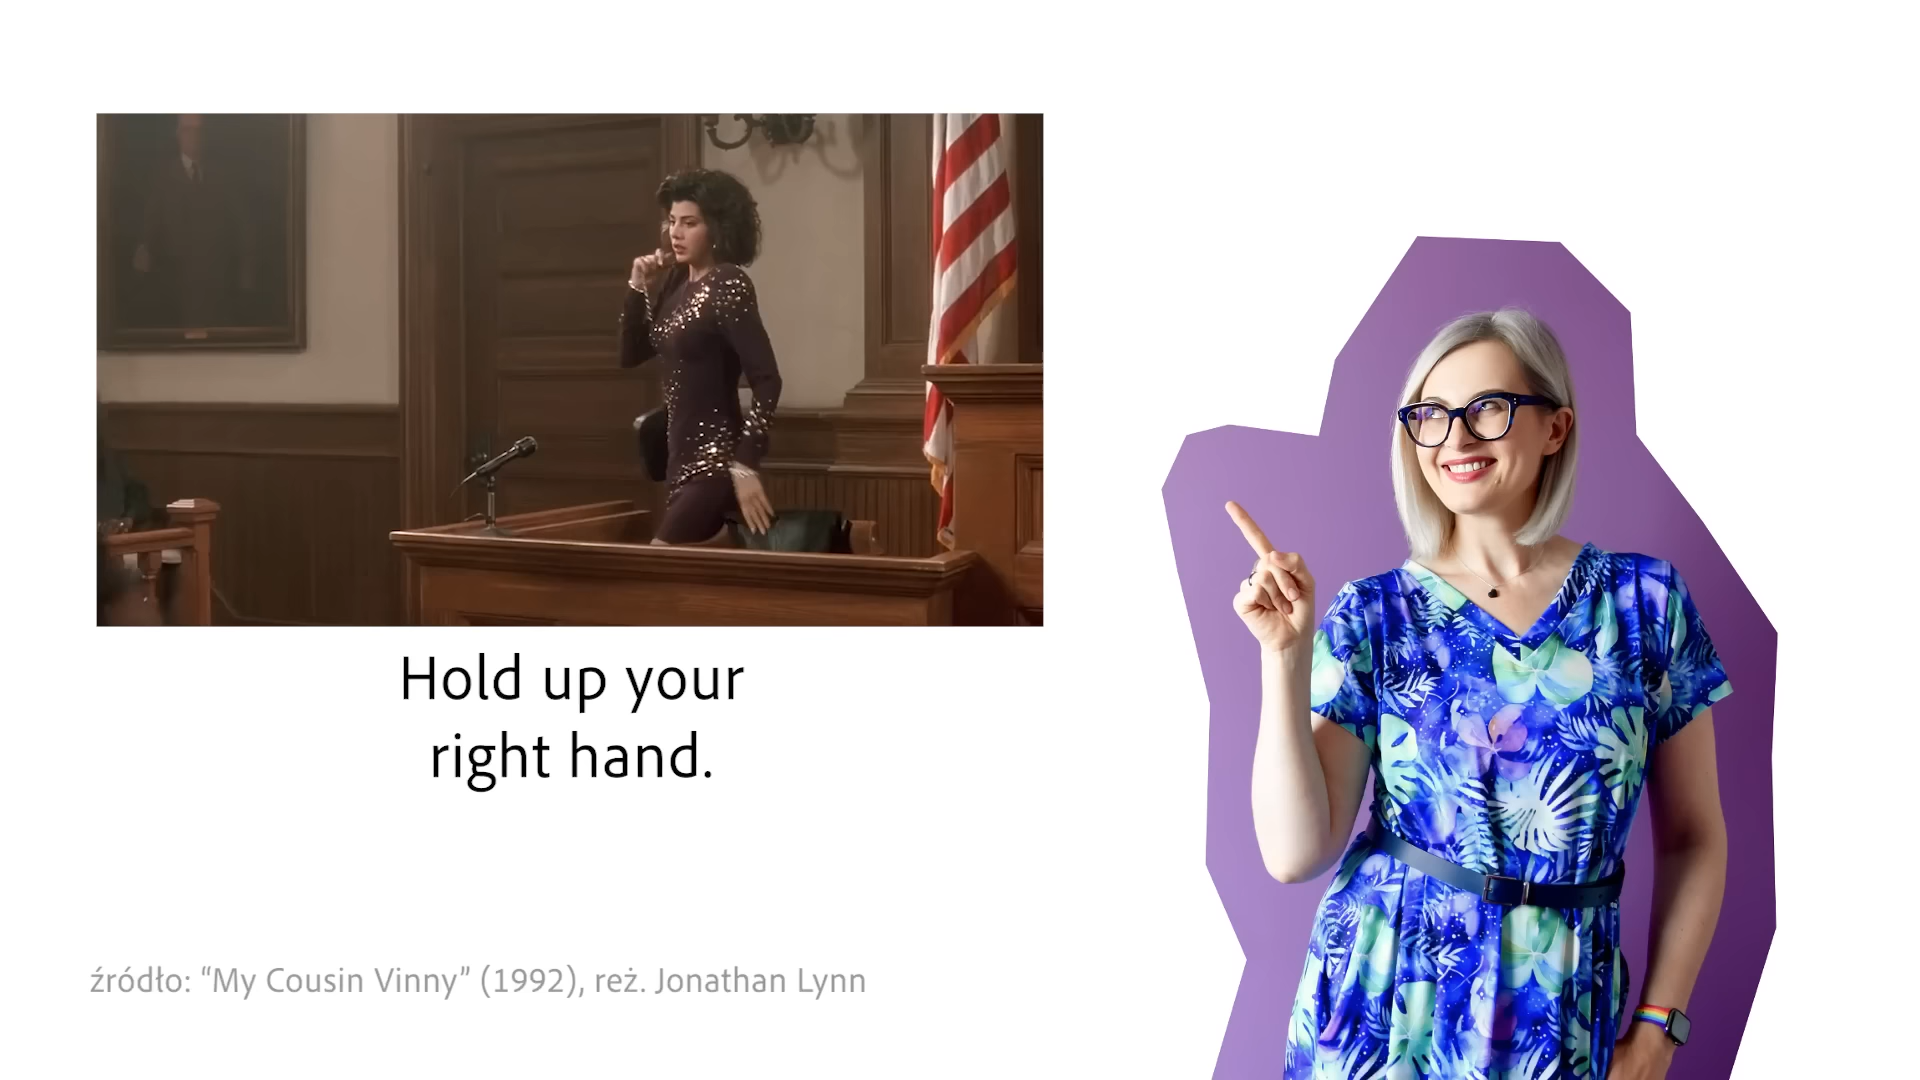 Hold up your
right hand.
źródło: “My Cousin Vinny” (1992), reż. Jonathan Lynn